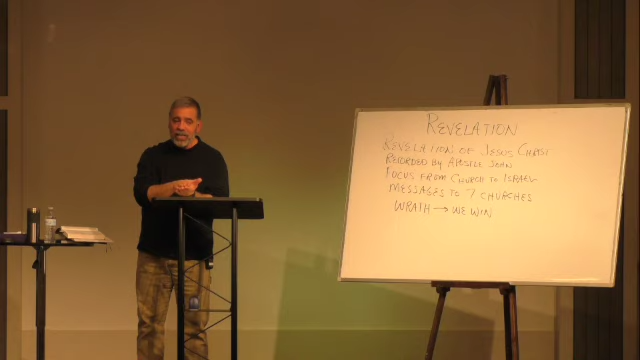 REVELATION
REVELATION OF JESUS CHRIST
RECORDED BY APOSTLE JOHN
FOCUS FROM CHURCH TO ISRAEL
MESSAGES TO 7 CHURCHES
WRATH → WE WIN